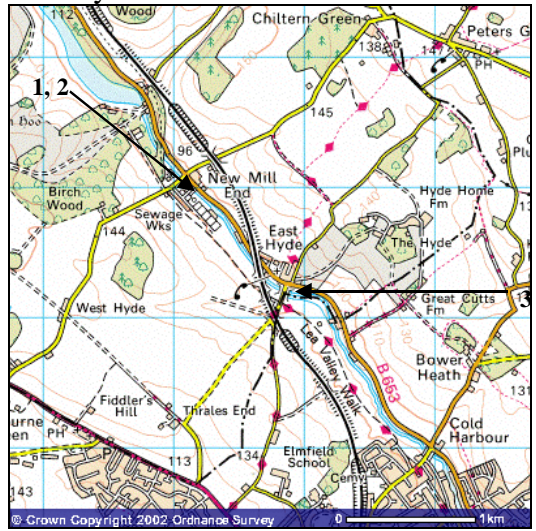 112
Wood
Chiltern Green
Peters G
138
147
PH
1, 2
145
96
New Mill
End
Birch
Wood
Sewage
Wks
144
140
Hyde Home
Fm
East
Hyde
The Hyde
West Hyde
Great Cutts
Fm
3
Lea Valley Walk
B 653
Bower
Heath
Fiddler's
Hill
Thrales End
Cold
Harbour
PH
113
134
Elmfield
School
Cemy
143
© Crown Copyright 2002 Ordnance Survey
0
1km